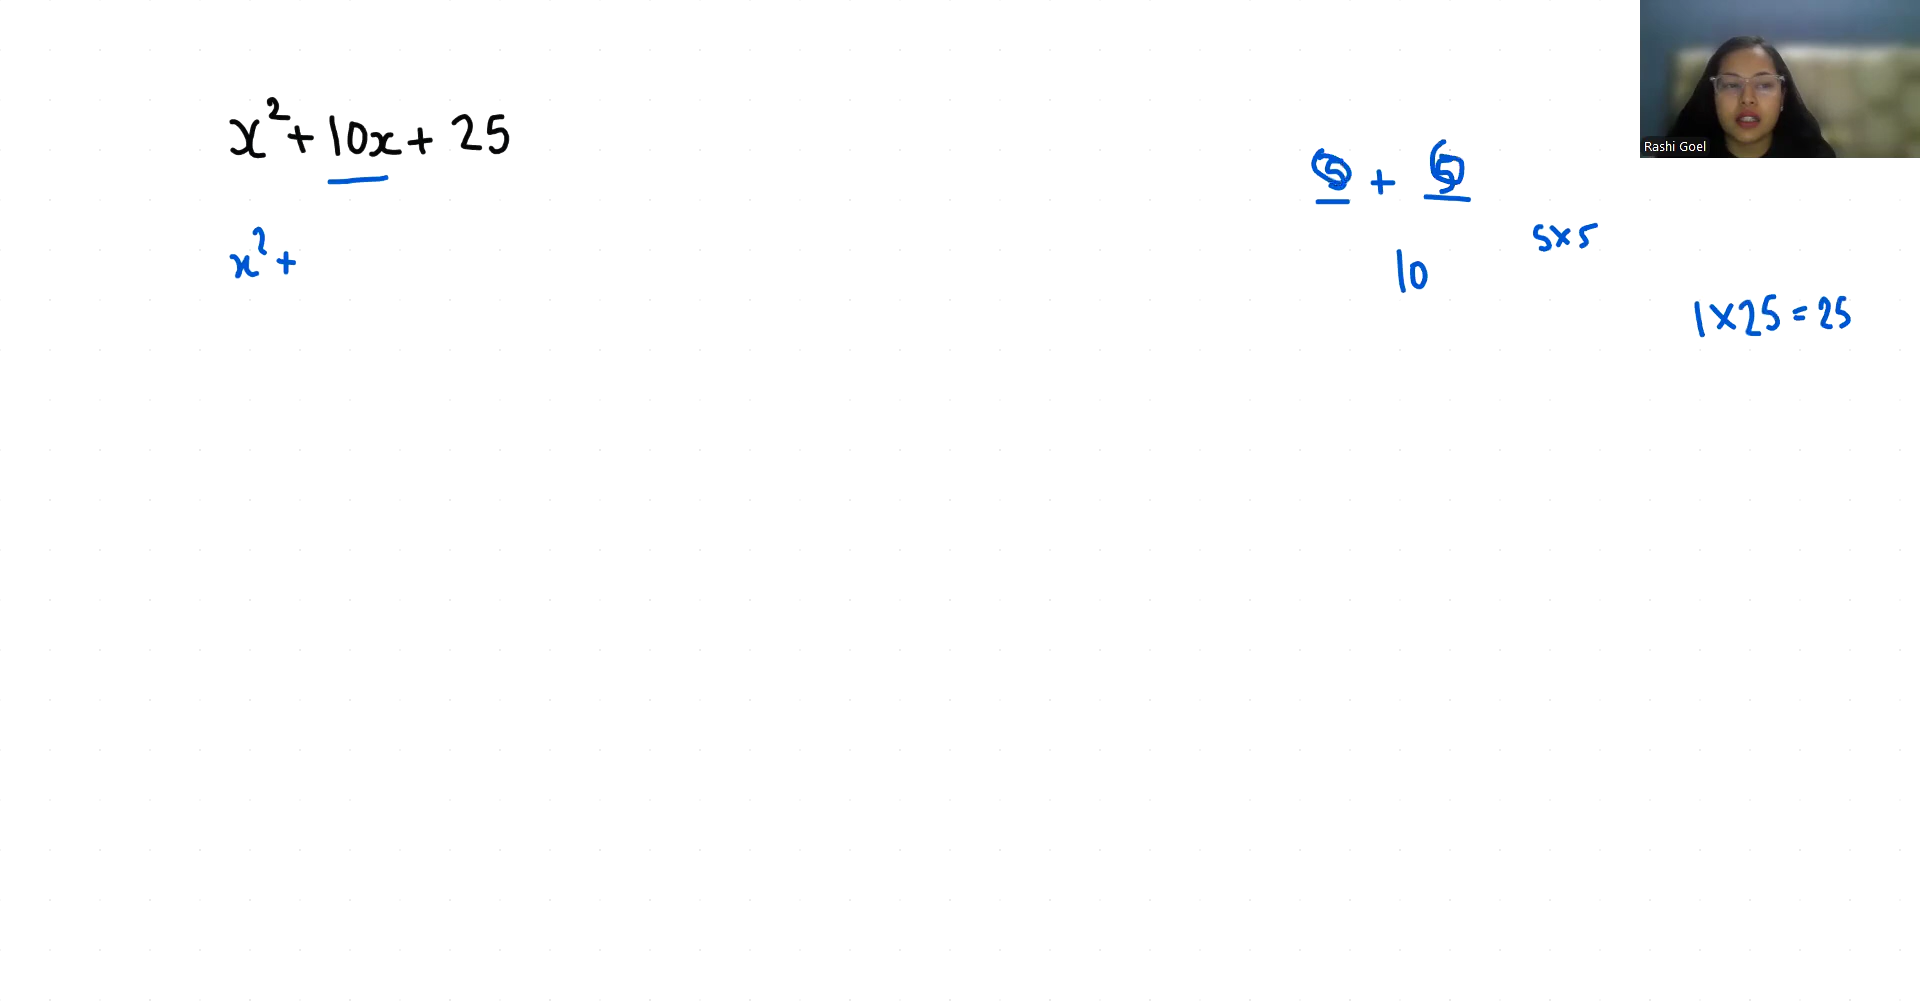 x² + 10x + 25
x² +
5 + 5
10
5 × 5
1 × 25 = 25
Rashi Goel